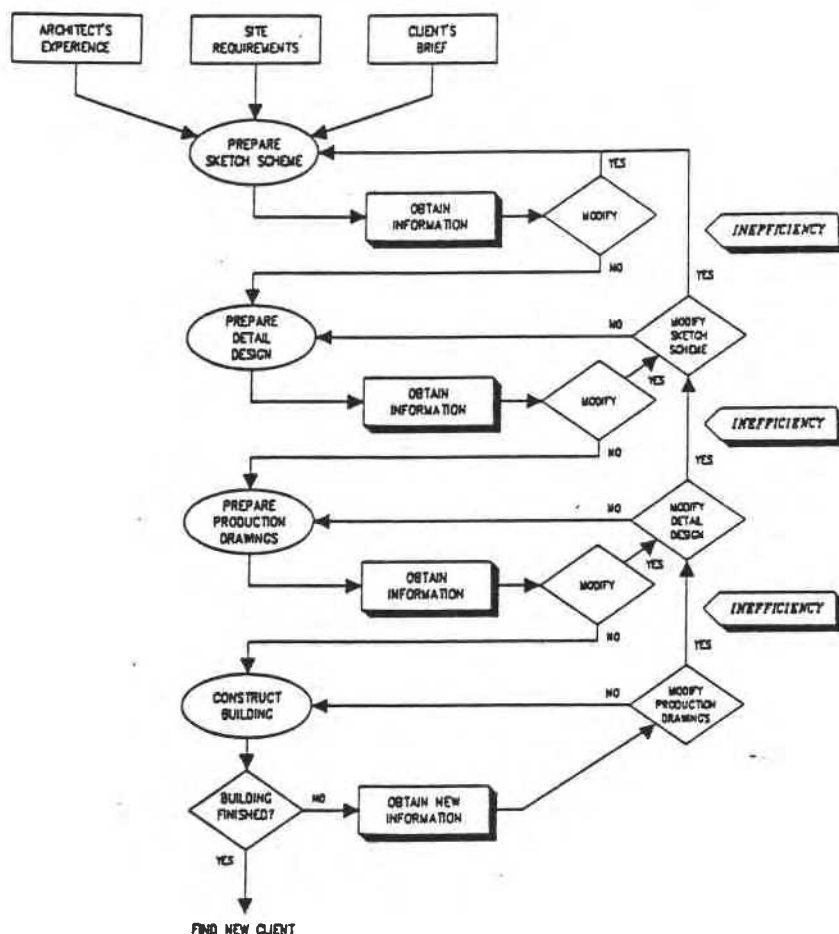 ARCHITECT'S
EXPERIENCE
SITE
REQUIREMENTS
CLIENT'S
BRIEF
PREPARE
SKETCH SCHEME
YES
OBTAIN
INFORMATION
MODIFY
INEFFICIENCY
NO
YES
PREPARE
DETAIL
DESIGN
NO
MODIFY
SKETCH
SCHEME
OBTAIN
INFORMATION
MODIFY
YES
INEFFICIENCY
NO
YES
PREPARE
PRODUCTION
DRAWINGS
NO
MODIFY
DETAIL
DESIGN
OBTAIN
INFORMATION
MODIFY
YES
INEFFICIENCY
NO
YES
CONSTRUCT
BUILDING
NO
MODIFY
PRODUCTION
DRAWINGS
BUILDING
FINISHED?
NO
OBTAIN NEW
INFORMATION
YES
FIND NEW CLIENT